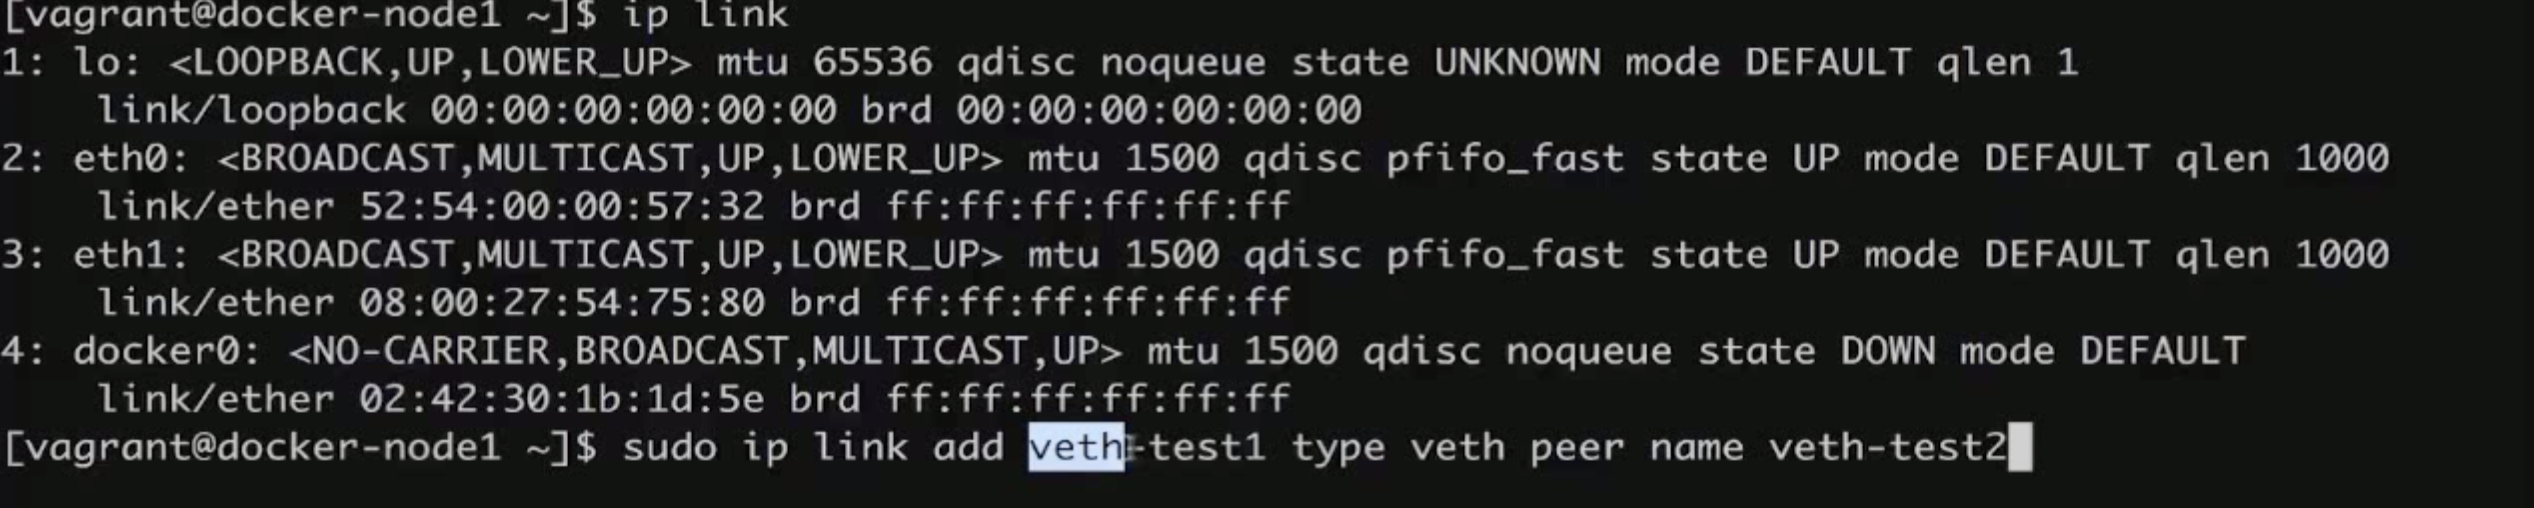 [vagrant@docker-node1 ~]$ ip link
1: lo: <LOOPBACK,UP,LOWER_UP> mtu 65536 qdisc noqueue state UNKNOWN mode DEFAULT qlen 1
    link/loopback 00:00:00:00:00:00 brd 00:00:00:00:00:00
2: eth0: <BROADCAST,MULTICAST,UP,LOWER_UP> mtu 1500 qdisc pfifo_fast state UP mode DEFAULT qlen 1000
    link/ether 52:54:00:00:57:32 brd ff:ff:ff:ff:ff:ff
3: eth1: <BROADCAST,MULTICAST,UP,LOWER_UP> mtu 1500 qdisc pfifo_fast state UP mode DEFAULT qlen 1000
    link/ether 08:00:27:54:75:80 brd ff:ff:ff:ff:ff:ff
4: docker0: <NO-CARRIER,BROADCAST,MULTICAST,UP> mtu 1500 qdisc noqueue state DOWN mode DEFAULT
    link/ether 02:42:30:1b:1d:5e brd ff:ff:ff:ff:ff:ff
[vagrant@docker-node1 ~]$ sudo ip link add veth-test1 type veth peer name veth-test2